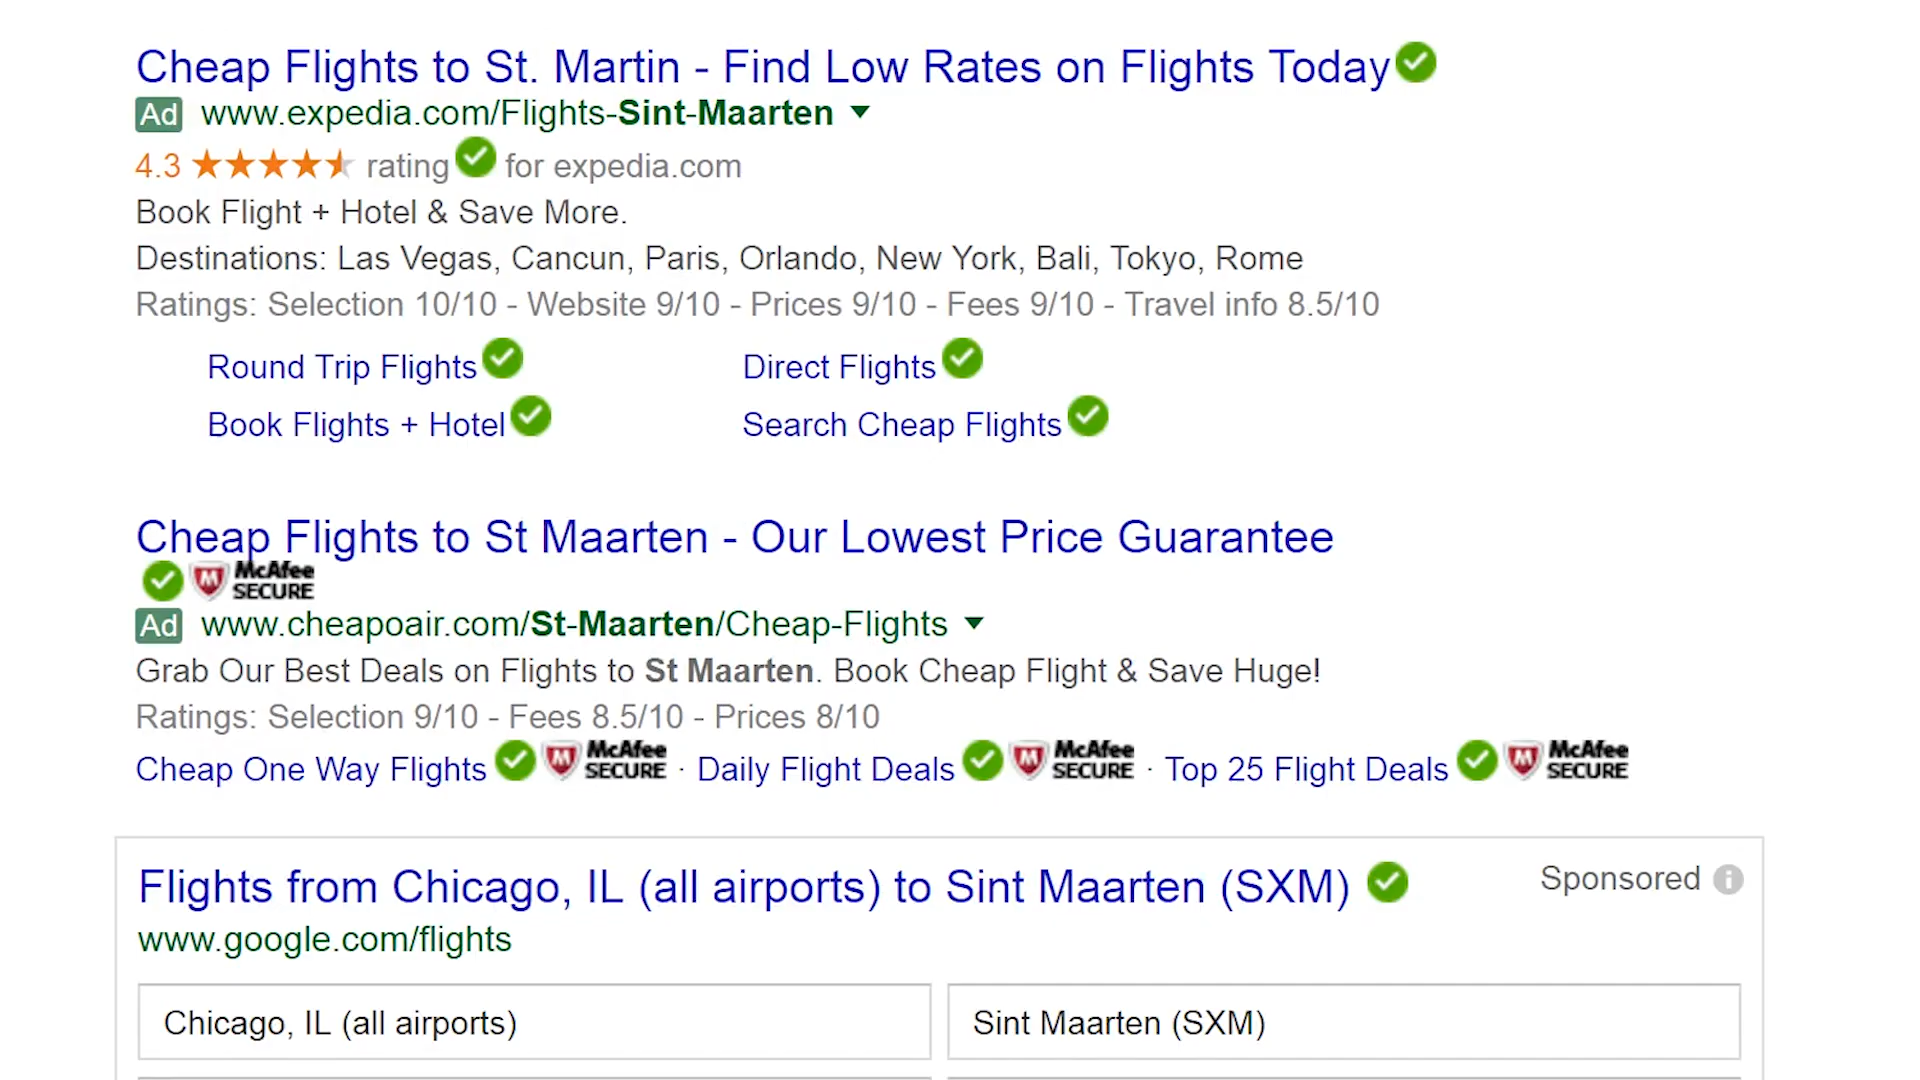 Cheap Flights to St. Martin - Find Low Rates on Flights Today
Ad www.expedia.com/Flights-Sint-Maarten
4.3 rating for expedia.com
Book Flight + Hotel & Save More.
Destinations: Las Vegas, Cancun, Paris, Orlando, New York, Bali, Tokyo, Rome
Ratings: Selection 10/10 - Website 9/10 - Prices 9/10 - Fees 9/10 - Travel info 8.5/10
Round Trip Flights Direct Flights
Book Flights + Hotel Search Cheap Flights
Cheap Flights to St Maarten - Our Lowest Price Guarantee
McAfee
SECURE
Ad www.cheapoair.com/St-Maarten/Cheap-Flights
Grab Our Best Deals on Flights to St Maarten. Book Cheap Flight & Save Huge!
Ratings: Selection 9/10 - Fees 8.5/10 - Prices 8/10
Cheap One Way Flights McAfee SECURE · Daily Flight Deals McAfee SECURE · Top 25 Flight Deals McAfee SECURE
Flights from Chicago, IL (all airports) to Sint Maarten (SXM) Sponsored
www.google.com/flights
Chicago, IL (all airports) Sint Maarten (SXM)